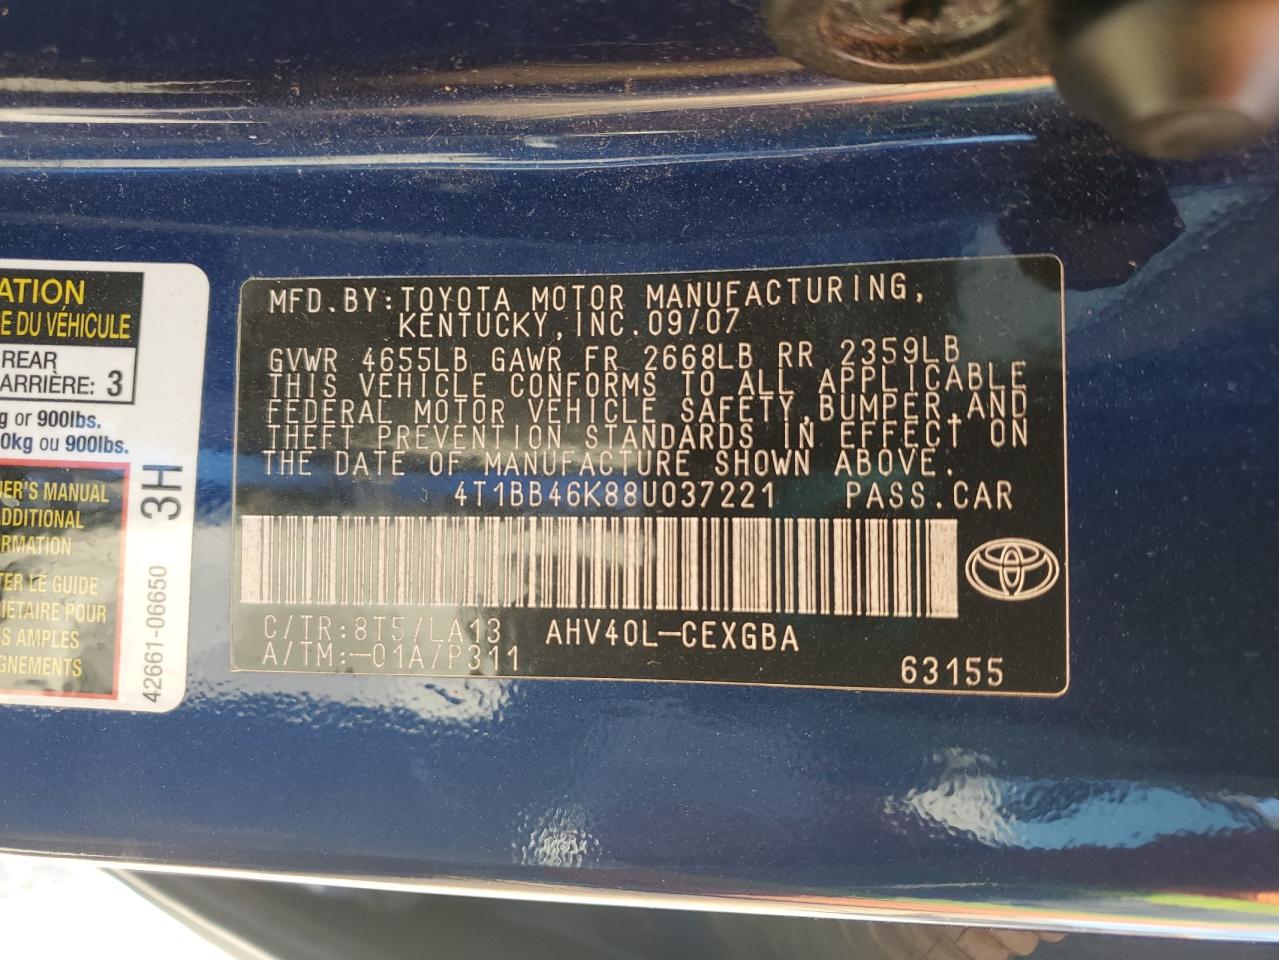 ATION
E DU VÉHICULE
REAR
ARRIÈRE: 3
g or 900lbs.
0kg ou 900lbs.
ER'S MANUAL
ADDITIONAL
RMATION
TER LE GUIDE
IÉTAIRE POUR
S AMPLES
GNEMENTS
3H
42661-06650
MFD.BY:TOYOTA MOTOR MANUFACTURING,
KENTUCKY,INC.09/07
GVWR 4655LB GAWR FR 2668LB RR 2359LB
THIS VEHICLE CONFORMS TO ALL APPLICABLE
FEDERAL MOTOR VEHICLE SAFETY,BUMPER,AND
THEFT PREVENTION STANDARDS IN EFFECT ON
THE DATE OF MANUFACTURE SHOWN ABOVE.
4T1BB46K88U037221 PASS.CAR
C/TR:8T5/LA13 AHV40L-CEXGBA
A/TM:-01A/P311
63155